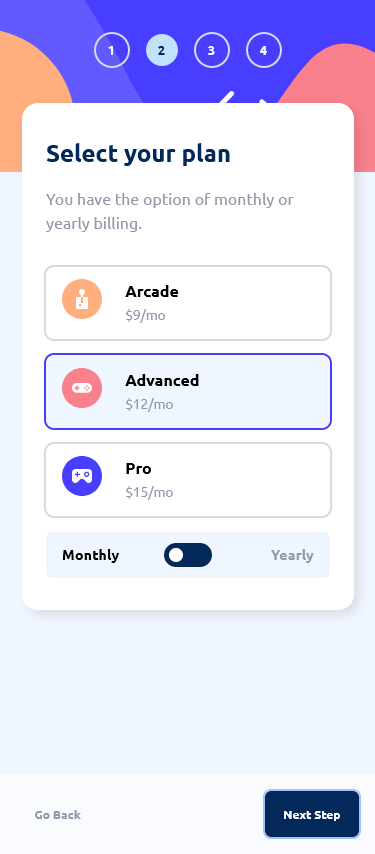 1 2 3 4
Select your plan
You have the option of monthly or
yearly billing.
Arcade
$9/mo
Advanced
$12/mo
Pro
$15/mo
Monthly Yearly
Go Back Next Step